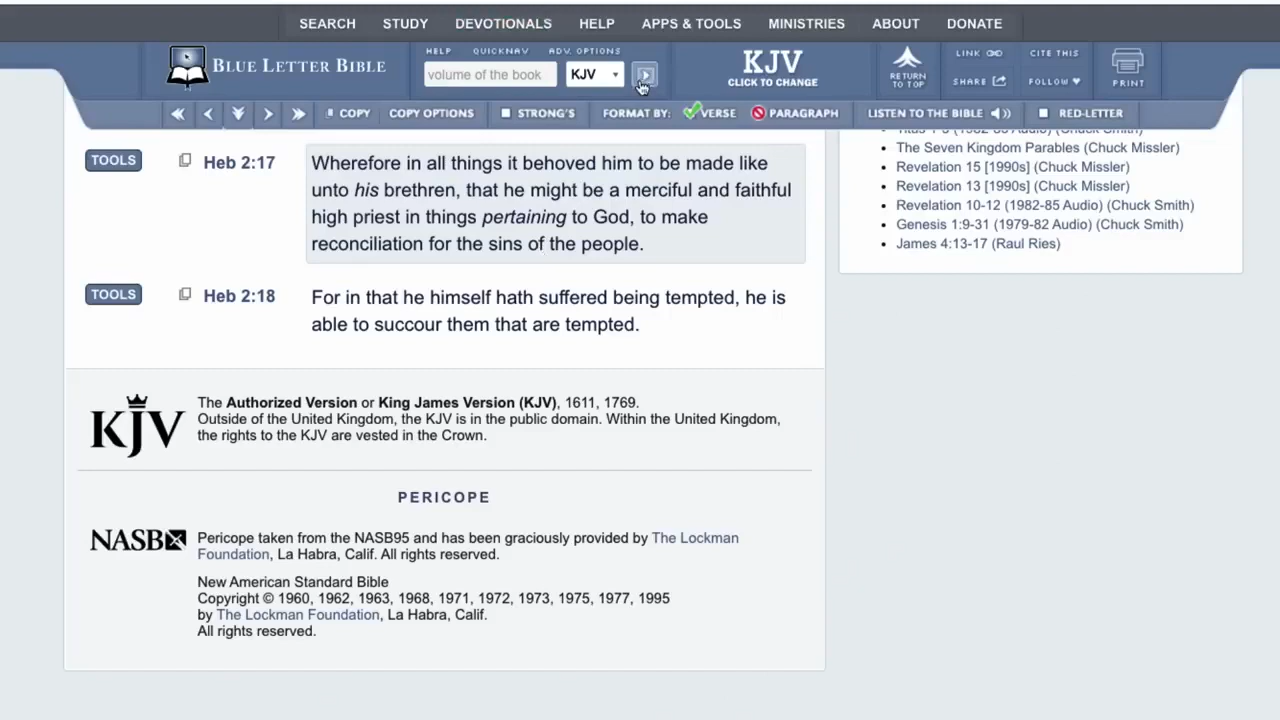 SEARCH STUDY DEVOTIONALS HELP APPS & TOOLS MINISTRIES ABOUT DONATE
BLUE LETTER BIBLE
HELP QUICKNAV ADV. OPTIONS
volume of the book KJV
KJV
CLICK TO CHANGE
RETURN
TO TOP
LINK CITE THIS
SHARE FOLLOW
PRINT
COPY COPY OPTIONS STRONG'S FORMAT BY: VERSE PARAGRAPH LISTEN TO THE BIBLE RED-LETTER
TOOLS Heb 2:17
Wherefore in all things it behoved him to be made like
unto his brethren, that he might be a merciful and faithful
high priest in things pertaining to God, to make
reconciliation for the sins of the people.
TOOLS Heb 2:18
For in that he himself hath suffered being tempted, he is
able to succour them that are tempted.
(Chuck Smith)
The Seven Kingdom Parables (Chuck Missler)
Revelation 15 [1990s] (Chuck Missler)
Revelation 13 [1990s] (Chuck Missler)
Revelation 10-12 (1982-85 Audio) (Chuck Smith)
Genesis 1:9-31 (1979-82 Audio) (Chuck Smith)
James 4:13-17 (Raul Ries)
KJV
The Authorized Version or King James Version (KJV), 1611, 1769.
Outside of the United Kingdom, the KJV is in the public domain. Within the United Kingdom,
the rights to the KJV are vested in the Crown.
PERICOPE
NASB
Pericope taken from the NASB95 and has been graciously provided by The Lockman
Foundation, La Habra, Calif. All rights reserved.
New American Standard Bible
Copyright © 1960, 1962, 1963, 1968, 1971, 1972, 1973, 1975, 1977, 1995
by The Lockman Foundation, La Habra, Calif.
All rights reserved.